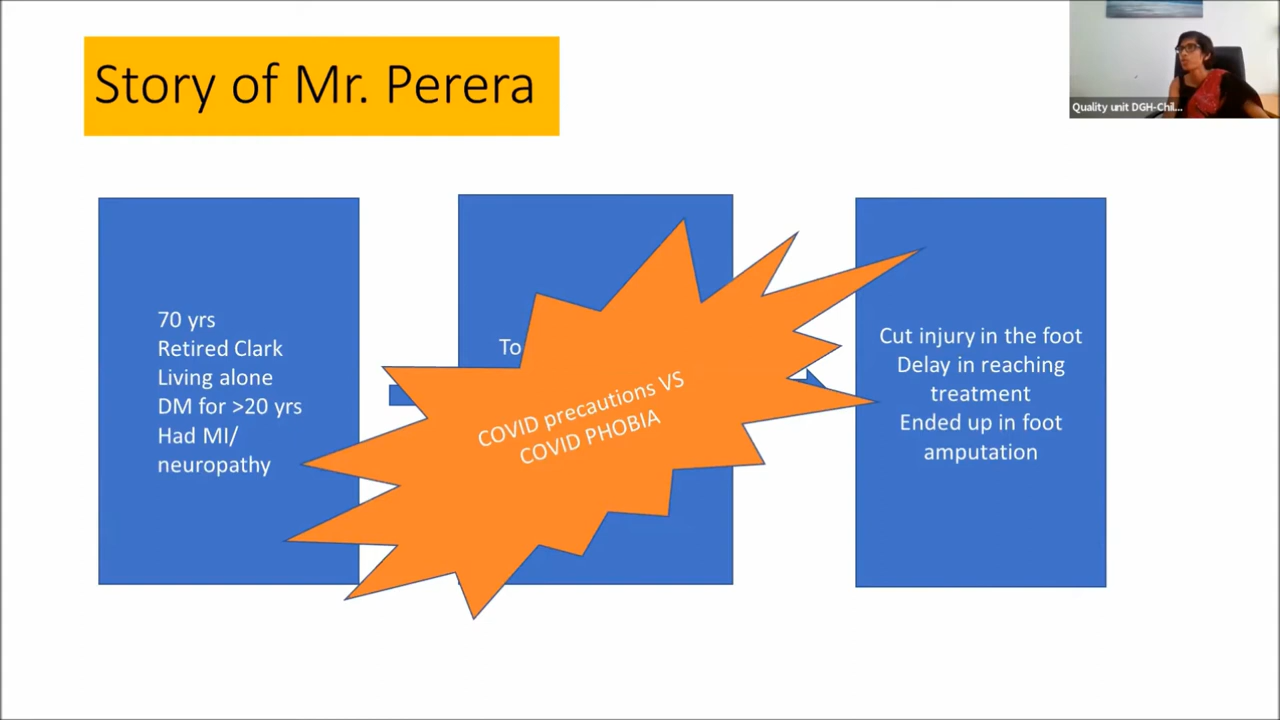 Story of Mr. Perera
Quality unit DGH-Chil...
70 yrs
Retired Clark
Living alone
DM for >20 yrs
Had MI/
neuropathy
To
COVID precautions VS
COVID PHOBIA
Cut injury in the foot
Delay in reaching
treatment
Ended up in foot
amputation